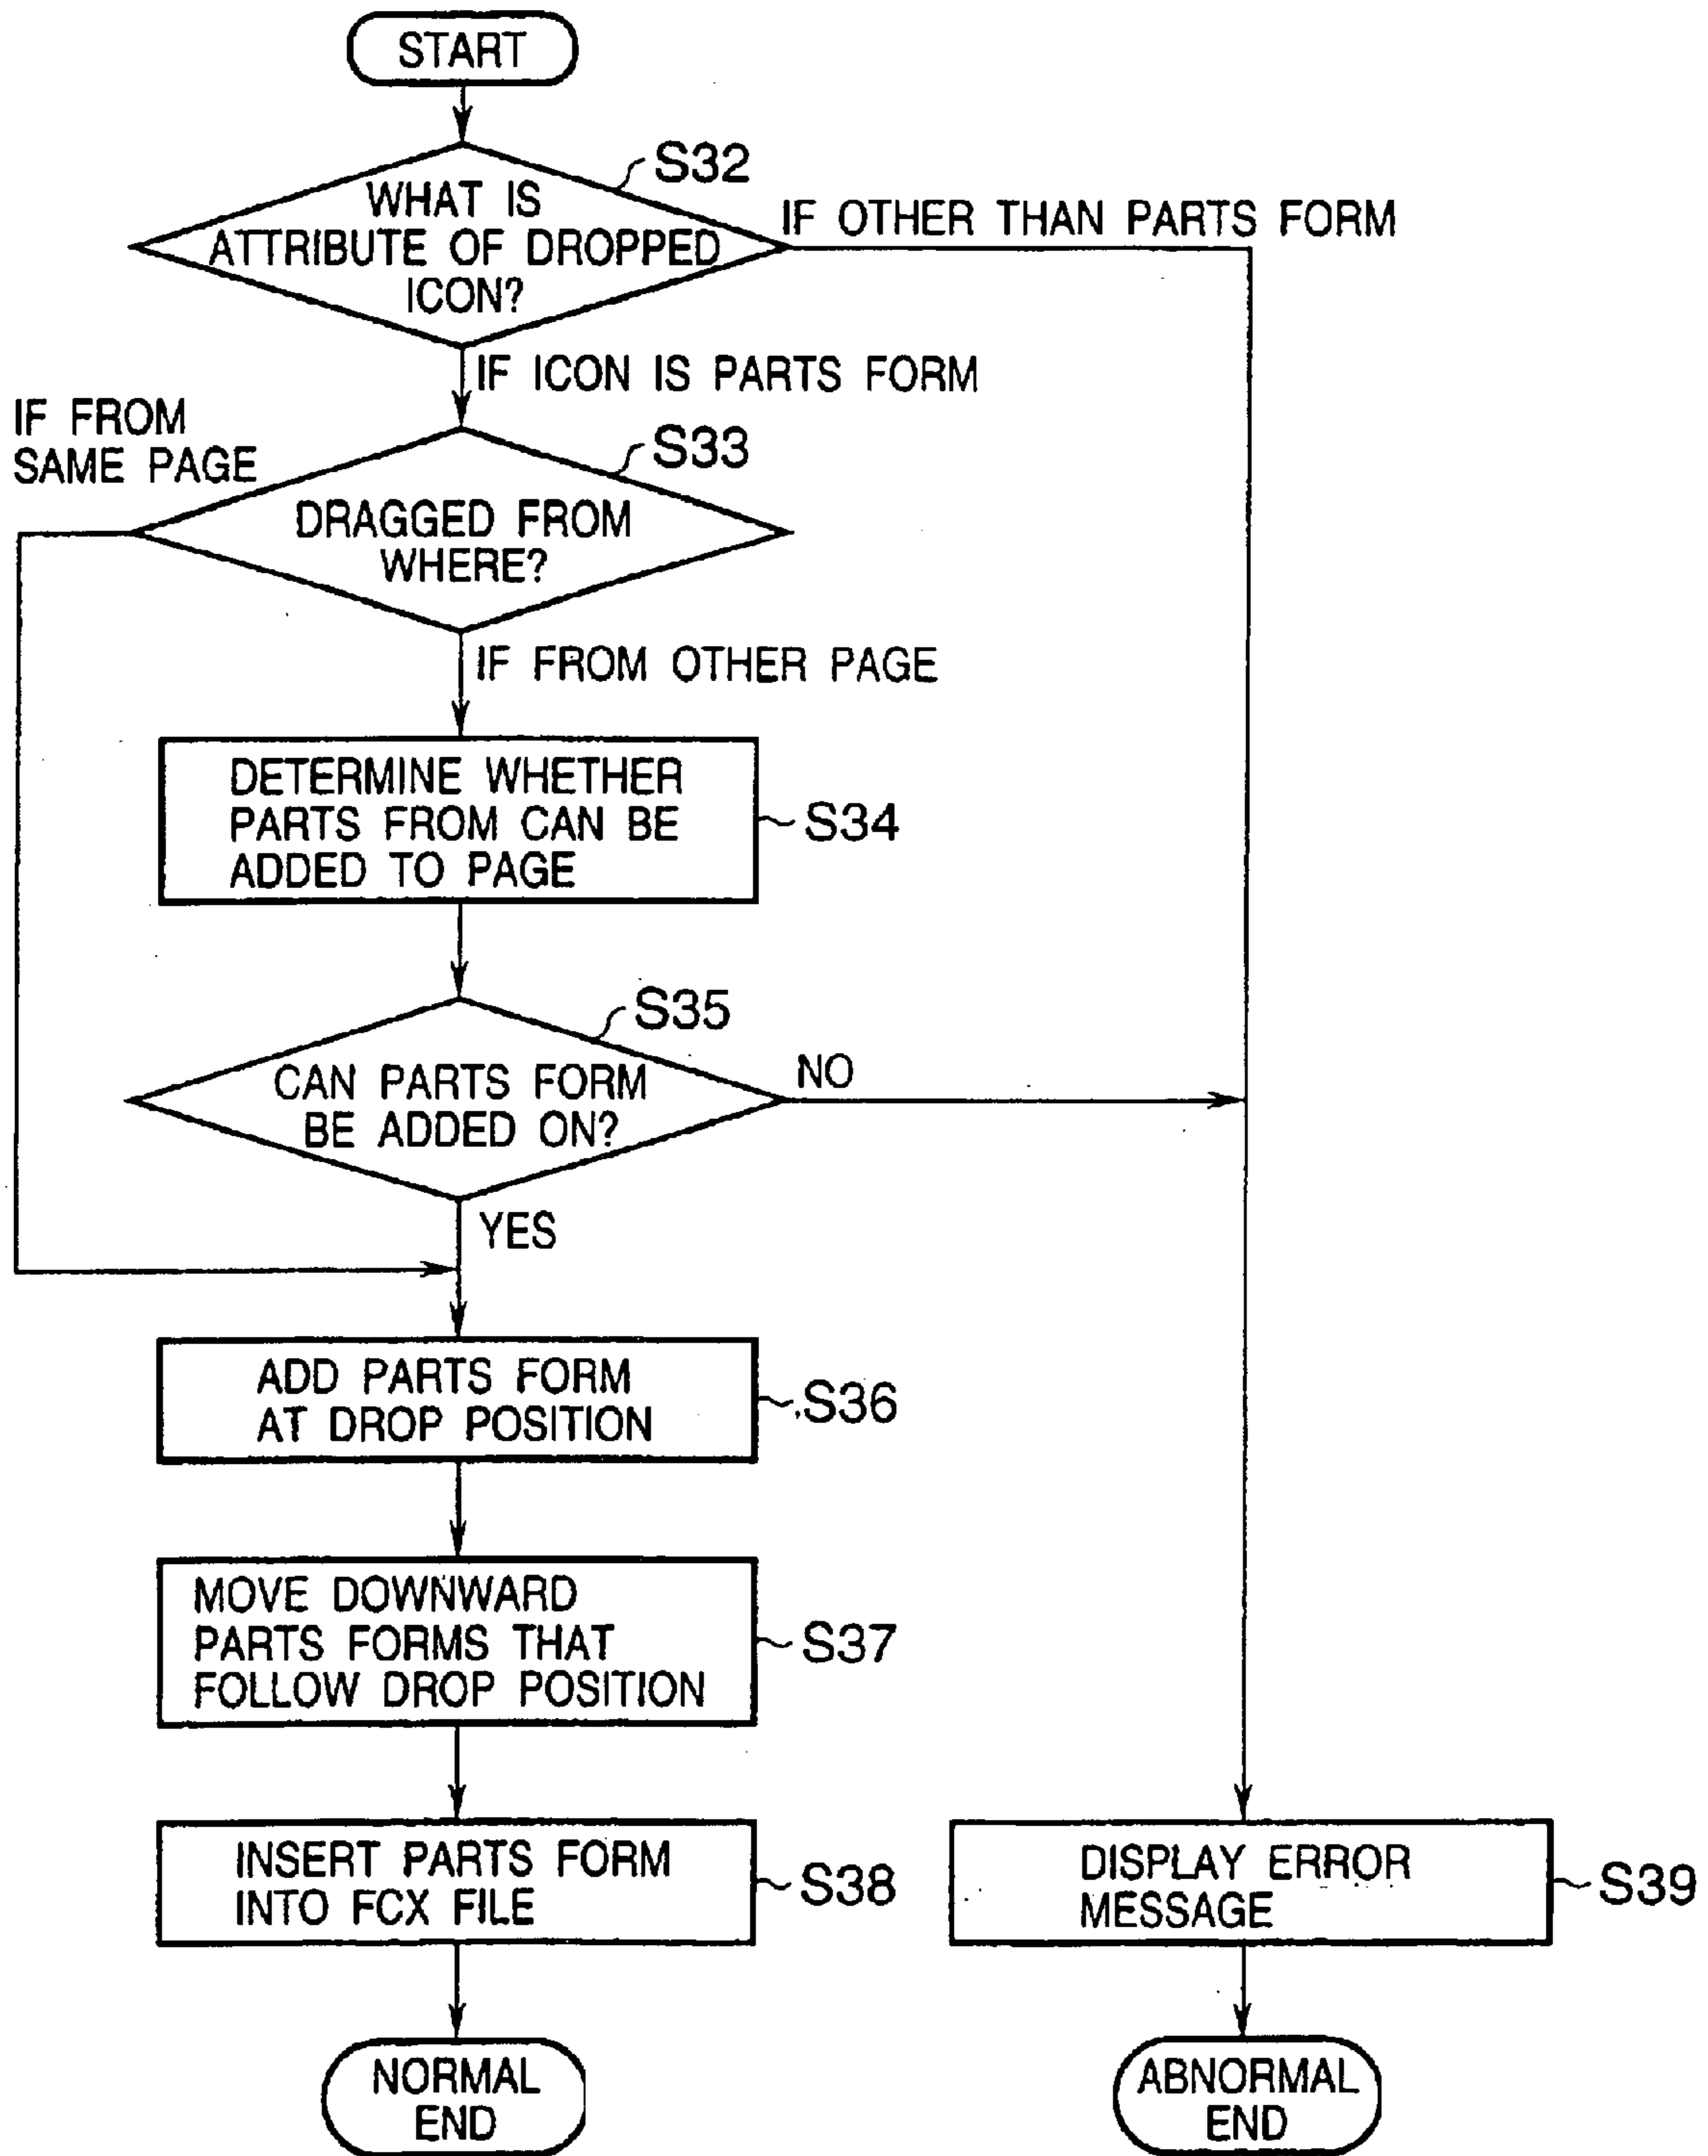 START
S32
WHAT IS
ATTRIBUTE OF DROPPED
ICON?
IF OTHER THAN PARTS FORM
IF ICON IS PARTS FORM
IF FROM
SAME PAGE
S33
DRAGGED FROM
WHERE?
IF FROM OTHER PAGE
DETERMINE WHETHER
PARTS FROM CAN BE
ADDED TO PAGE
S34
S35
CAN PARTS FORM
BE ADDED ON?
NO
YES
ADD PARTS FORM
AT DROP POSITION
S36
MOVE DOWNWARD
PARTS FORMS THAT
FOLLOW DROP POSITION
S37
INSERT PARTS FORM
INTO FCX FILE
S38
DISPLAY ERROR
MESSAGE
S39
NORMAL
END
ABNORMAL
END